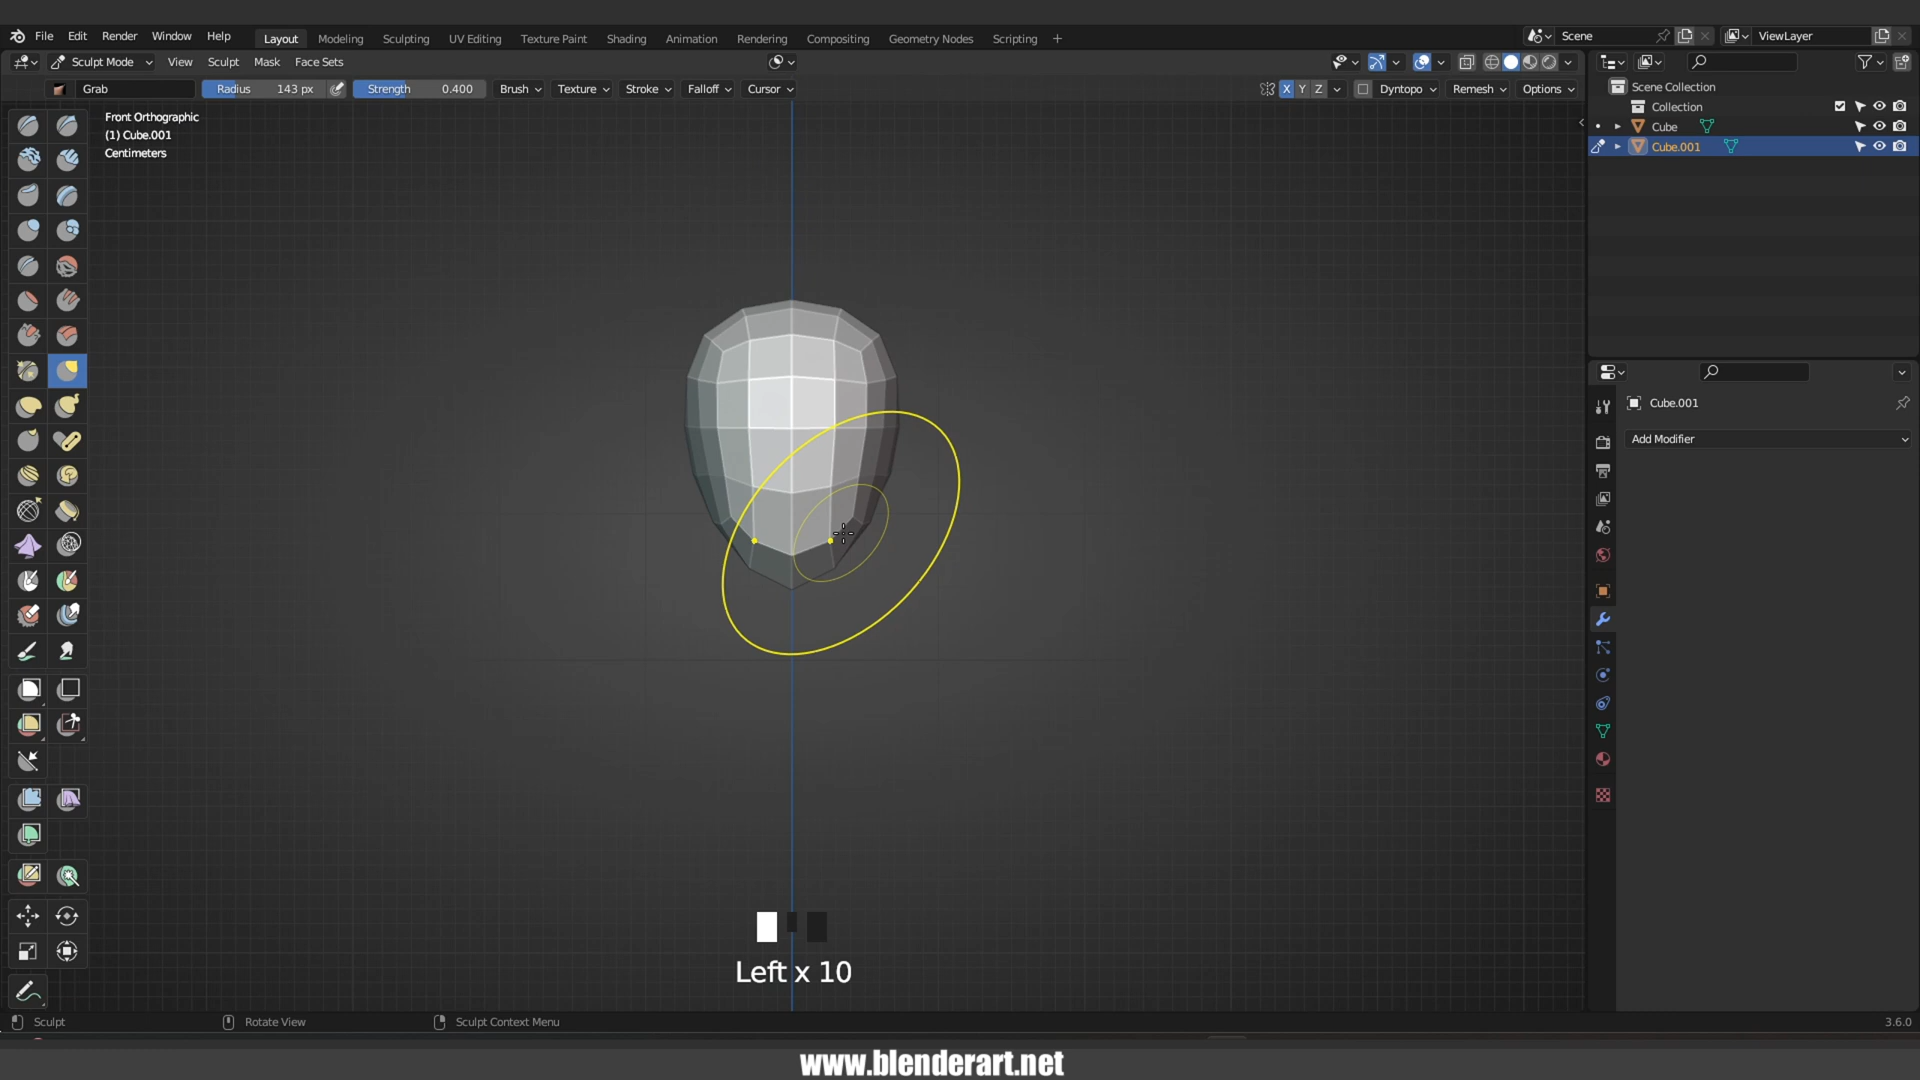 File Edit Render Window Help Layout Modeling Sculpting UV Editing Texture Paint Shading Animation Rendering Compositing Geometry Nodes Scripting + Scene ViewLayer
Sculpt Mode View Sculpt Mask Face Sets
Grab Radius 143 px Strength 0.400 Brush Texture Stroke Falloff Cursor X Y Z Dyntopo Remesh Options
Front Orthographic
(1) Cube.001
Centimeters
Scene Collection
Collection
Cube
Cube.001
Cube.001
Add Modifier
Left x 10
Sculpt Rotate View Sculpt Context Menu 3.6.0
www.blenderart.net